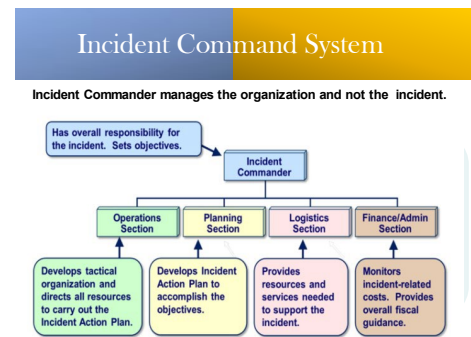 Incident Command System
Incident Commander manages the organization and not the incident.
Has overall responsibility for
the incident. Sets objectives.
Incident
Commander
Operations
Section
Planning
Section
Logistics
Section
Finance/Admin
Section
Develops tactical
organization and
directs all resources
to carry out the
Incident Action Plan.
Develops Incident
Action Plan to
accomplish the
objectives.
Provides
resources and
services needed
to support the
incident.
Monitors
incident-related
costs. Provides
overall fiscal
guidance.